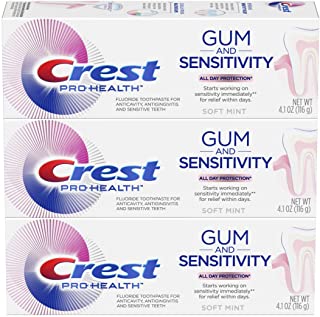 Crest
PRO-HEALTH™
FLUORIDE TOOTHPASTE FOR
ANTICAVITY, ANTIGINGIVITIS
AND SENSITIVE TEETH
GUM
AND
SENSITIVITY
ALL DAY PROTECTION*
Starts working on
sensitivity immediately**
for relief within days.
SOFT MINT
NET WT
4.1 OZ (116 g)
Crest
PRO-HEALTH™
FLUORIDE TOOTHPASTE FOR
ANTICAVITY, ANTIGINGIVITIS
AND SENSITIVE TEETH
GUM
AND
SENSITIVITY
ALL DAY PROTECTION*
Starts working on
sensitivity immediately**
for relief within days.
SOFT MINT
NET WT
4.1 OZ (116 g)
Crest
PRO-HEALTH™
FLUORIDE TOOTHPASTE FOR
ANTICAVITY, ANTIGINGIVITIS
AND SENSITIVE TEETH
GUM
AND
SENSITIVITY
ALL DAY PROTECTION*
Starts working on
sensitivity immediately**
for relief within days.
SOFT MINT
NET WT
4.1 OZ (116 g)